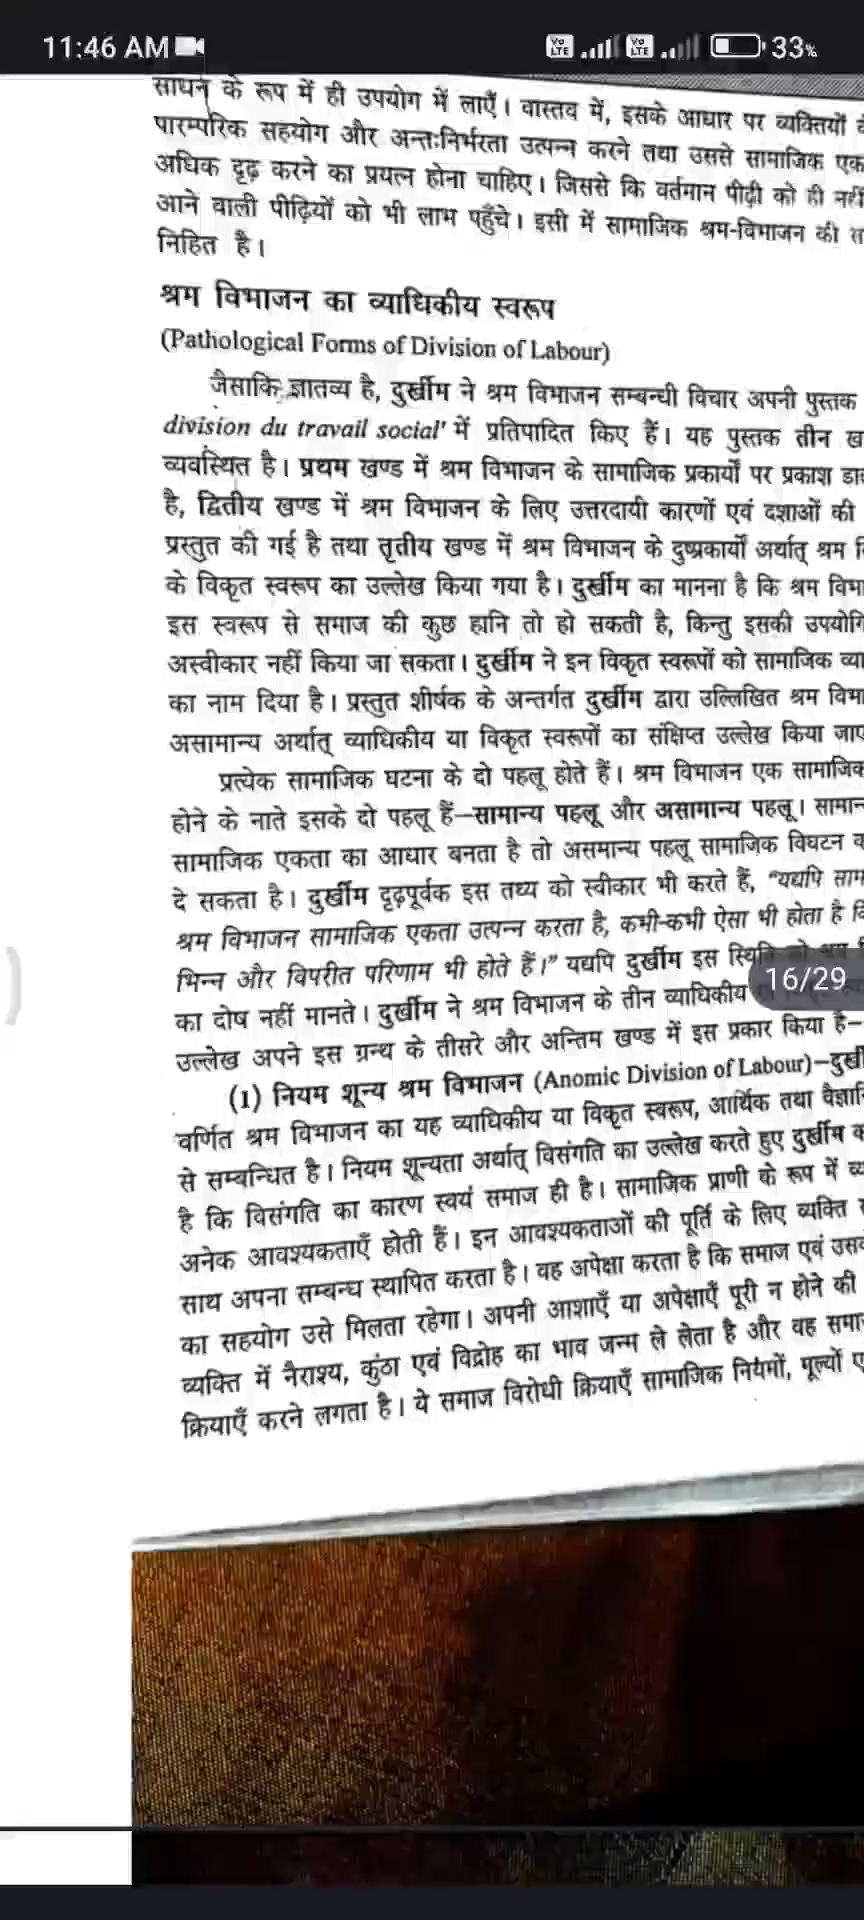 11:46 AM
33%
साधन के रूप में ही उपयोग में लाएँ। वास्तव में, इसके आधार पर व्यक्तियों
पारम्परिक सहयोग और अन्तःनिर्भरता उत्पन्न करने तथा उससे सामाजिक एक
अधिक दृढ़ करने का प्रयत्न होना चाहिए। जिससे कि वर्तमान पीढ़ी को ही नहीं
आने वाली पीढ़ियों को भी लाभ पहुँचे। इसी में सामाजिक श्रम-विभाजन की
निहित है।
श्रम विभाजन का व्याधिकीय स्वरूप
(Pathological Forms of Division of Labour)
जैसाकि ज्ञातव्य है, दुर्खीम ने श्रम विभाजन सम्बन्धी विचार अपनी पुस्तक
division du travail social' में प्रतिपादित किए हैं। यह पुस्तक तीन ख
व्यवस्थित है। प्रथम खण्ड में श्रम विभाजन के सामाजिक प्रकार्यों पर प्रकाश डा
है, द्वितीय खण्ड में श्रम विभाजन के लिए उत्तरदायी कारणों एवं दशाओं की
प्रस्तुत की गई है तथा तृतीय खण्ड में श्रम विभाजन के दुष्प्रकार्यों अर्थात् श्रम वि
के विकृत स्वरूप का उल्लेख किया गया है। दुर्खीम का मानना है कि श्रम विभा
इस स्वरूप से समाज की कुछ हानि तो हो सकती है, किन्तु इसकी उपयोगि
अस्वीकार नहीं किया जा सकता। दुर्खीम ने इन विकृत स्वरूपों को सामाजिक व्या
का नाम दिया है। प्रस्तुत शीर्षक के अन्तर्गत दुर्खीम द्वारा उल्लिखित श्रम विभा
असामान्य अर्थात् व्याधिकीय या विकृत स्वरूपों का संक्षिप्त उल्लेख किया जाए
प्रत्येक सामाजिक घटना के दो पहलू होते हैं। श्रम विभाजन एक सामाजिक
होने के नाते इसके दो पहलू हैं–सामान्य पहलू और असामान्य पहलू। सामान
सामाजिक एकता का आधार बनता है तो असमान्य पहलू सामाजिक विघटन
दे सकता है। दुर्खीम दृढ़पूर्वक इस तथ्य को स्वीकार भी करते हैं, "यद्यपि साम
श्रम विभाजन सामाजिक एकता उत्पन्न करता है, कभी-कभी ऐसा भी होता है कि
भिन्न और विपरीत परिणाम भी होते हैं।" यद्यपि दुर्खीम इस स्थिति को श्रम
16/29
का दोष नहीं मानते। दुर्खीम ने श्रम विभाजन के तीन व्याधिकीय
उल्लेख अपने इस ग्रन्थ के तीसरे और अन्तिम खण्ड में इस प्रकार किया है–
(1) नियम शून्य श्रम विभाजन (Anomic Division of Labour)–दुर्खी
वर्णित श्रम विभाजन का यह व्याधिकीय या विकृत स्वरूप, आर्थिक तथा वैज्ञानि
से सम्बन्धित है। नियम शून्यता अर्थात् विसंगति का उल्लेख करते हुए दुर्खीम
है कि विसंगति का कारण स्वयं समाज ही है। सामाजिक प्राणी के रूप में व्य
अनेक आवश्यकताएँ होती हैं। इन आवश्यकताओं की पूर्ति के लिए व्यक्ति
साथ अपना सम्बन्ध स्थापित करता है। वह अपेक्षा करता है कि समाज एवं उस
का सहयोग उसे मिलता रहेगा। अपनी आशाएँ या अपेक्षाएँ पूरी न होने की
व्यक्ति में नैराश्य, कुंठा एवं विद्रोह का भाव जन्म ले लेता है और वह समा
क्रियाएँ करने लगता है। ये समाज विरोधी क्रियाएँ सामाजिक नियमों, मूल्यों ए